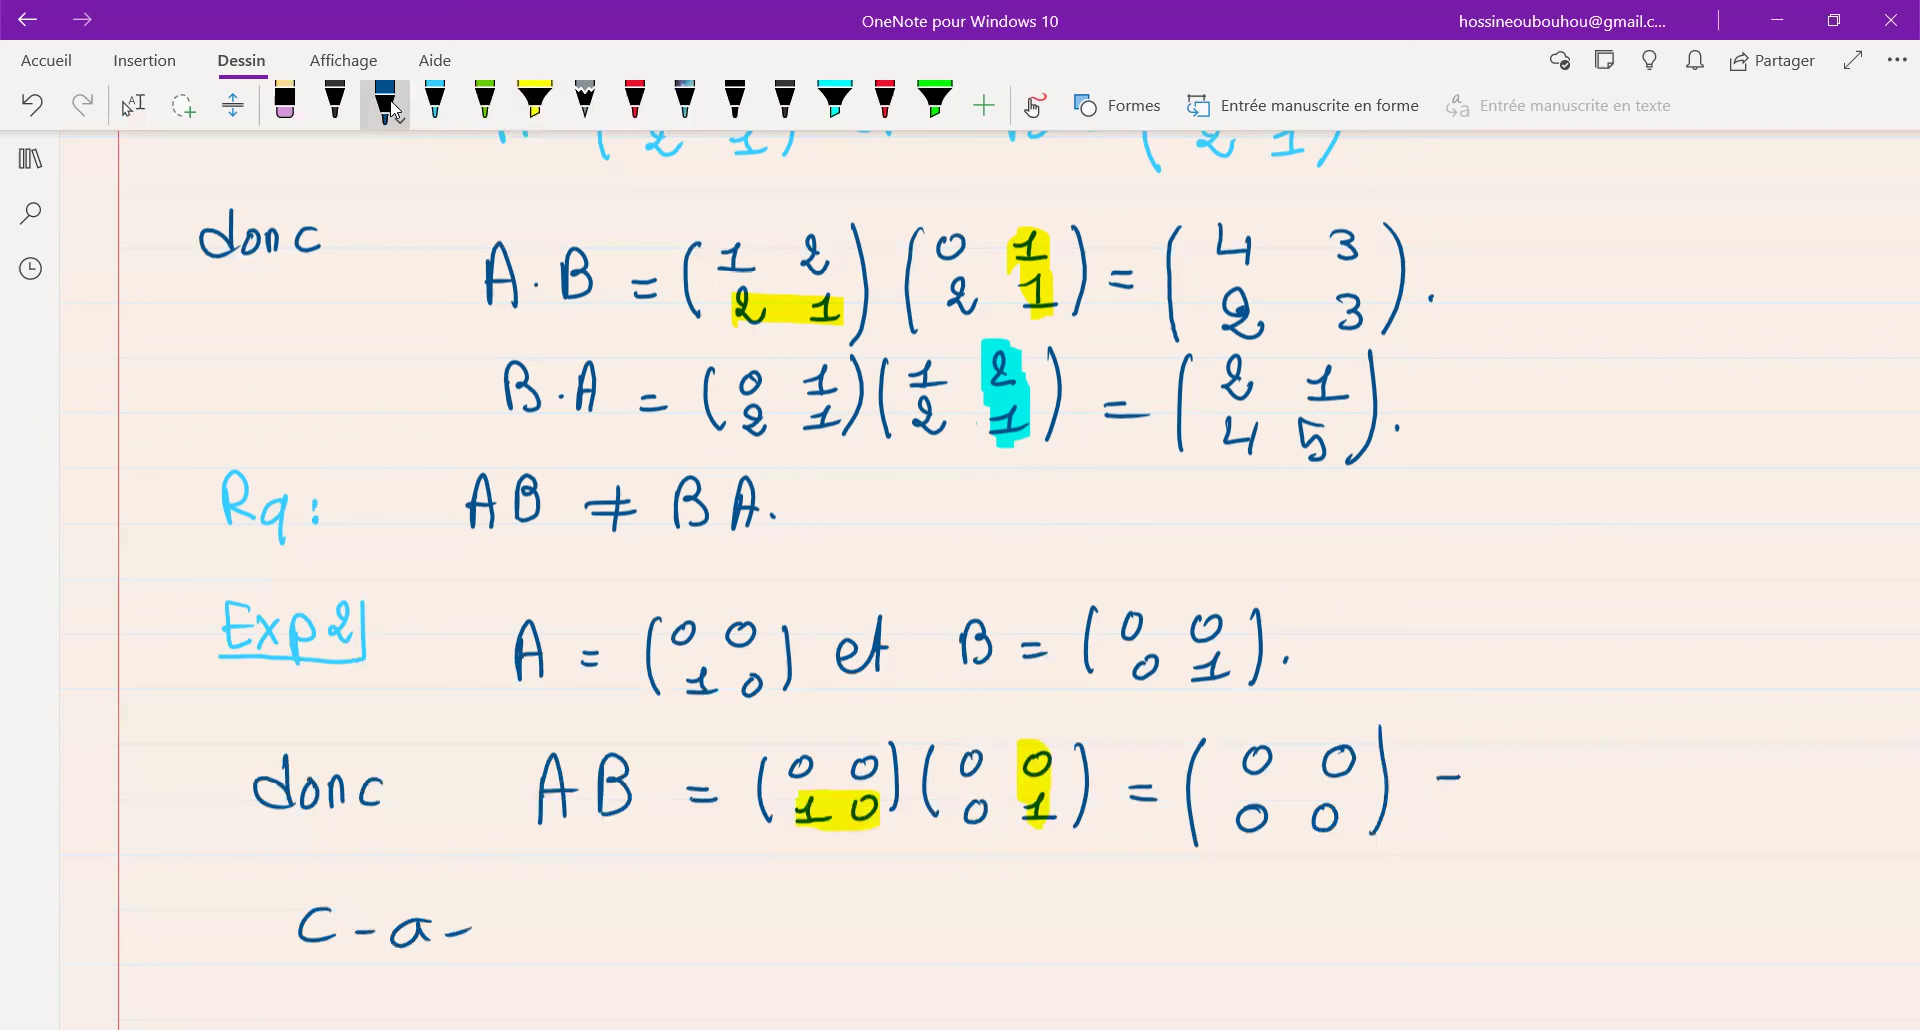 OneNote pour Windows 10
hossineoubouhou@gmail.c...
Accueil Insertion Dessin Affichage Aide
Partager
Formes Entrée manuscrite en forme Entrée manuscrite en texte
donc A · B = (1 2 ; 2 1) (0 1 ; 2 1) = (4 3 ; 2 3).
B · A = (0 1 ; 2 1) (1 2 ; 2 1) = (2 1 ; 4 5).
Rq : AB ≠ BA.
Exp 2 A = (0 0 ; 1 0) et B = (0 0 ; 0 1).
donc AB = (0 0 ; 1 0) (0 0 ; 0 1) = (0 0 ; 0 0) -
C - a -